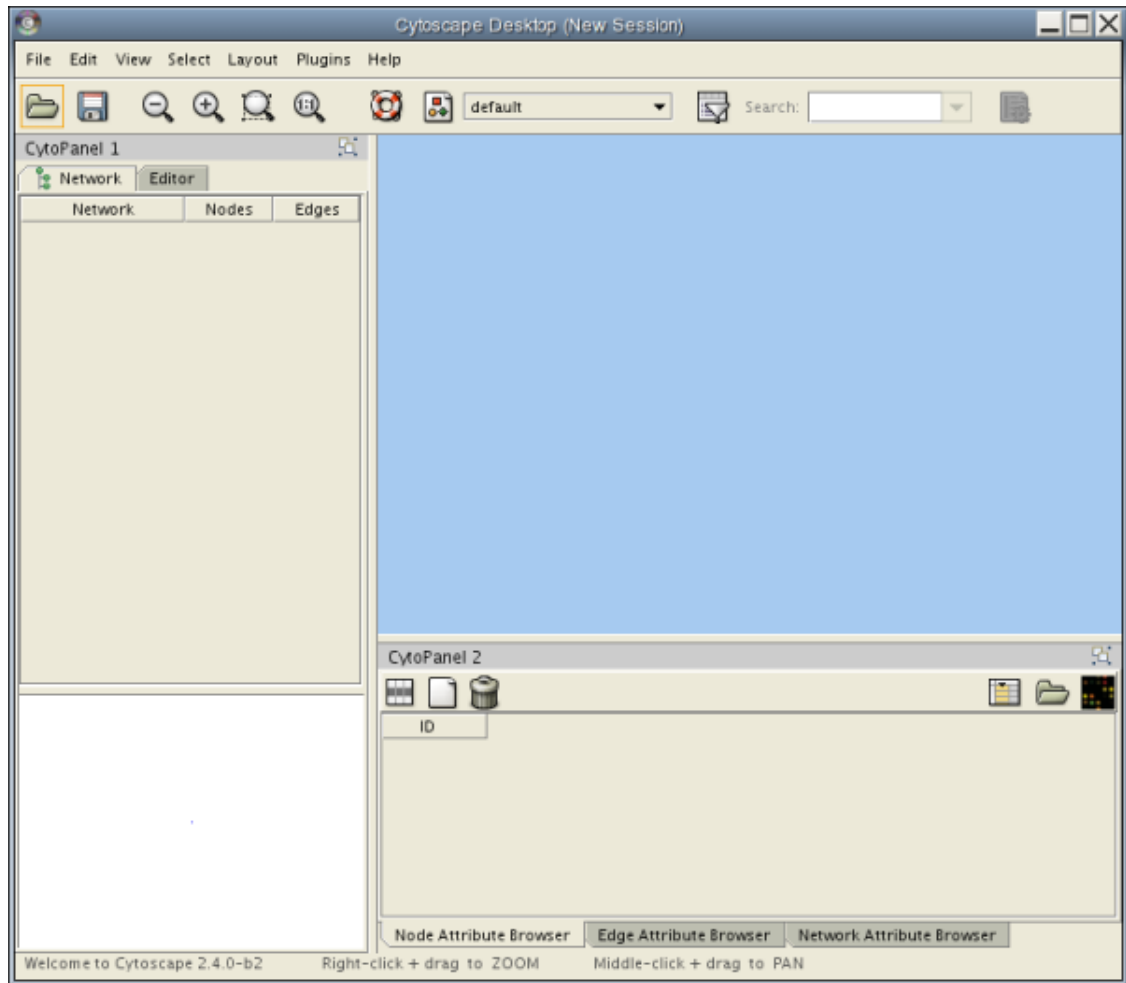 Cytoscape Desktop (New Session)
File Edit View Select Layout Plugins Help
default Search:
CytoPanel 1
Network Editor
Network Nodes Edges
CytoPanel 2
ID
Node Attribute Browser Edge Attribute Browser Network Attribute Browser
Welcome to Cytoscape 2.4.0-b2 Right-click + drag to ZOOM Middle-click + drag to PAN